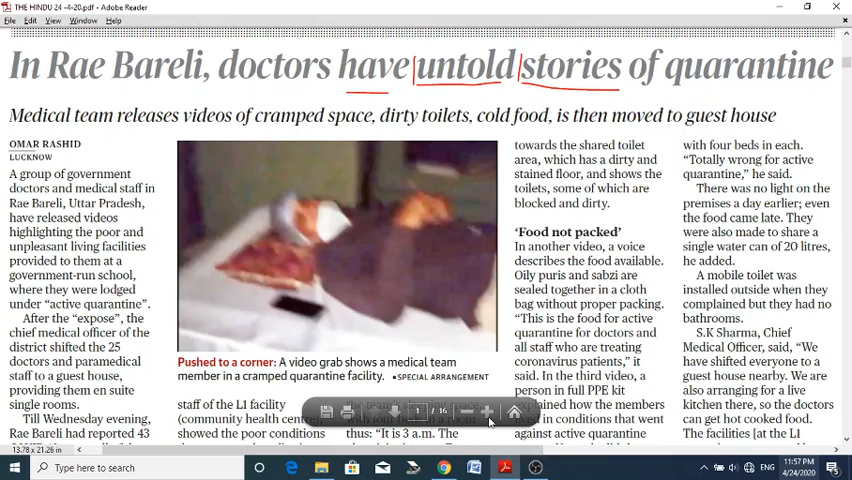 THE HINDU 24 -4-20.pdf - Adobe Reader
File Edit View Window Help
In Rae Bareli, doctors have untold stories of quarantine
Medical team releases videos of cramped space, dirty toilets, cold food, is then moved to guest house
OMAR RASHID
LUCKNOW
A group of government
doctors and medical staff in
Rae Bareli, Uttar Pradesh,
have released videos
highlighting the poor and
unpleasant living facilities
provided to them at a
government-run school,
where they were lodged
under “active quarantine”.
After the “expose”, the
chief medical officer of the
district shifted the 25
doctors and paramedical
staff to a guest house,
providing them en suite
single rooms.
Till Wednesday evening,
Rae Bareli had reported 43
Pushed to a corner: A video grab shows a medical team
member in a cramped quarantine facility. ■ SPECIAL ARRANGEMENT
staff of the L1 facility
(community health centre)
showed the poor conditions
thus: “It is 3 a.m. The
towards the shared toilet
area, which has a dirty and
stained floor, and shows the
toilets, some of which are
blocked and dirty.
‘Food not packed’
In another video, a voice
describes the food available.
Oily puris and sabzi are
sealed together in a cloth
bag without proper packing.
“This is the food for active
quarantine for doctors and
all staff who are treating
coronavirus patients,” it
said. In the third video, a
person in full PPE kit
explained how the members
lived in conditions that went
against active quarantine
with four beds in each.
“Totally wrong for active
quarantine,” he said.
There was no light on the
premises a day earlier; even
the food came late. They
were also made to share a
single water can of 20 litres,
he added.
A mobile toilet was
installed outside when they
complained but they had no
bathrooms.
S.K Sharma, Chief
Medical Officer, said, “We
have shifted everyone to a
guest house nearby. We are
also arranging for a live
kitchen there, so the doctors
can get hot cooked food.
The facilities [at the L1
1 / 16
13.78 x 21.26 in
Type here to search
ENG
11:57 PM
4/24/2020